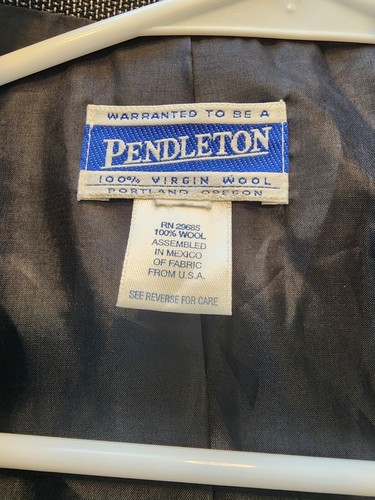 WARRANTED TO BE A
PENDLETON
100% VIRGIN WOOL
PORTLAND, OREGON
RN 29685
100% WOOL
ASSEMBLED
IN MEXICO
OF FABRIC
FROM U.S.A.
SEE REVERSE FOR CARE